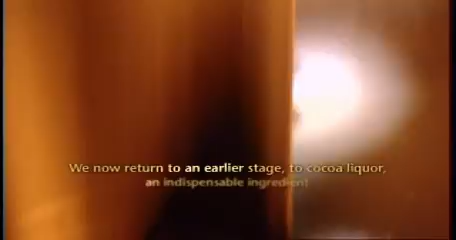 We now return to an earlier stage, to cocoa liquor,
an indispensable ingredient